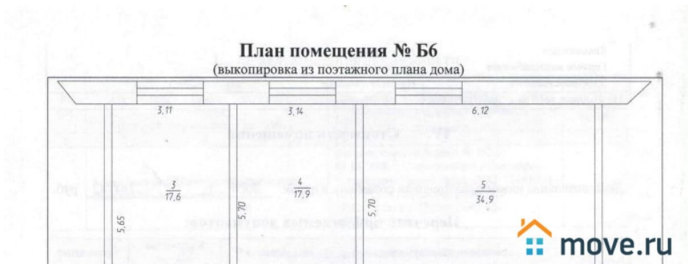 План помещения № Б6
(выкопировка из поэтажного плана дома)
3,11 3,14 6,12
3 4 5
17,6 17,9 34,9
5,65 5,70 5,70
move.ru